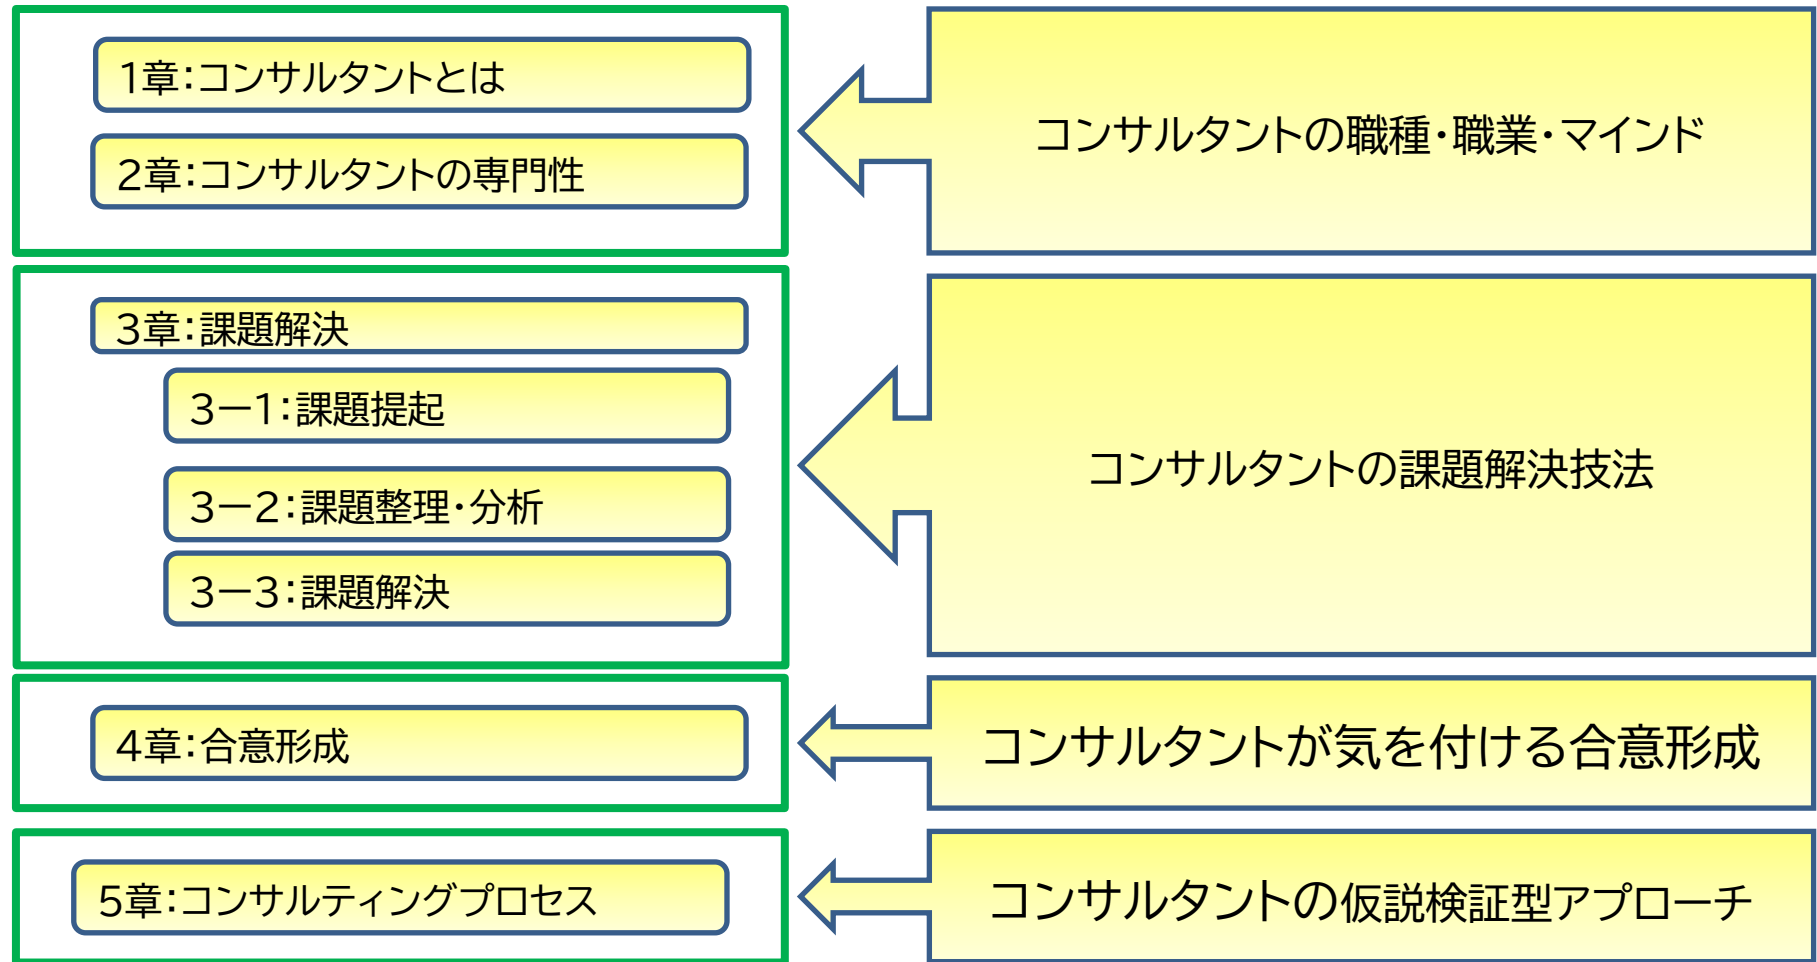 1章：コンサルタントとは
2章：コンサルタントの専門性
コンサルタントの職種・職業・マインド
3章：課題解決
3ー1：課題提起
3ー2：課題整理・分析
3ー3：課題解決
コンサルタントの課題解決技法
4章：合意形成
コンサルタントが気を付ける合意形成
5章：コンサルティングプロセス
コンサルタントの仮説検証型アプローチ